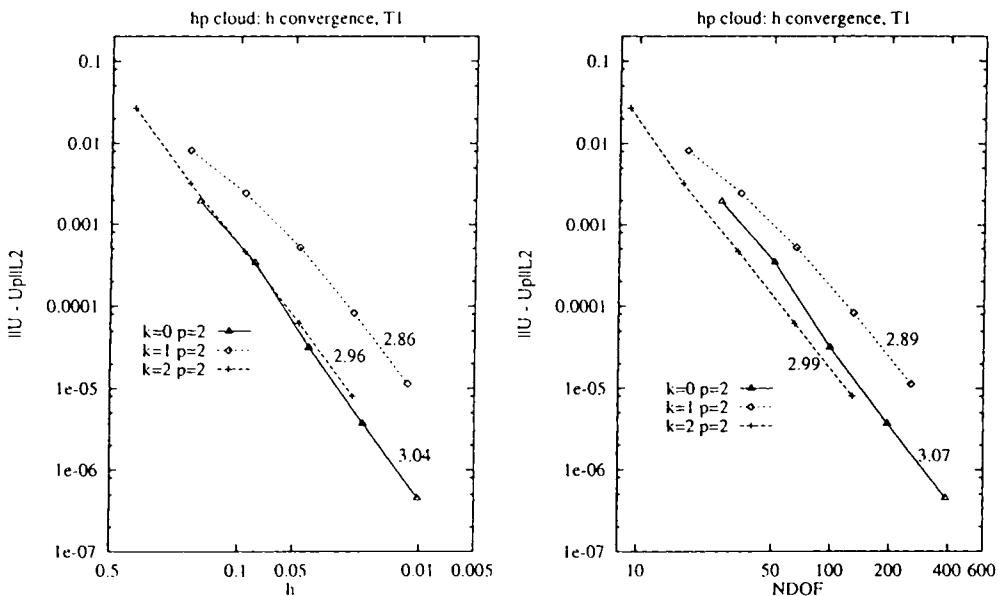 hp cloud: h convergence, T1
0.1
0.01
0.001
0.0001
1e-05
1e-06
1e-07
||U - Up||L2
k=0 p=2
k=1 p=2
k=2 p=2
2.86
2.96
3.04
0.5
0.1
0.05
0.01
0.005
h
hp cloud: h convergence, T1
0.1
0.01
0.001
0.0001
1e-05
1e-06
1e-07
||U - Up||L2
2.89
2.99
k=0 p=2
k=1 p=2
k=2 p=2
3.07
10
50
100
200
400
600
NDOF